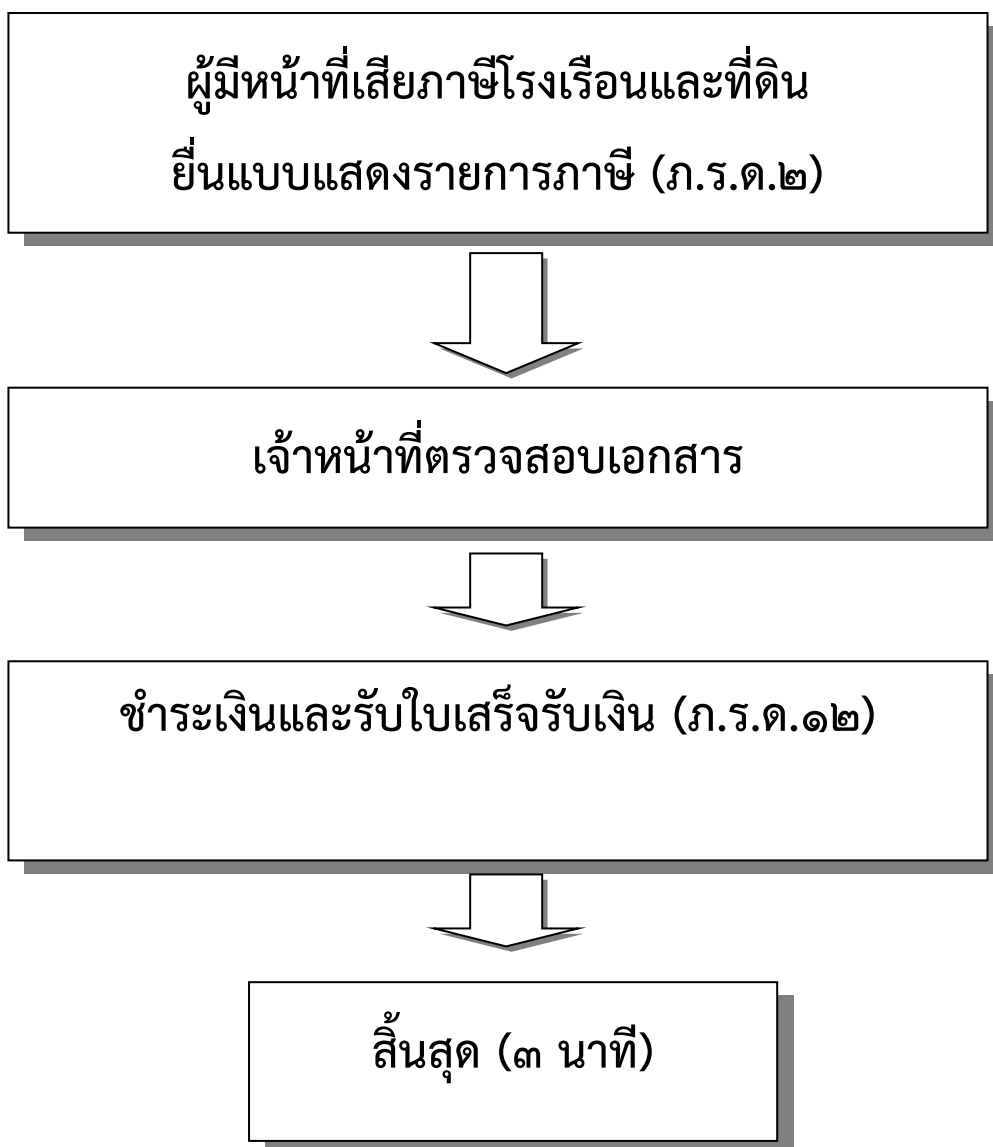 ผู้มีหน้าที่เสียภาษีโรงเรือนและที่ดิน
ยื่นแบบแสดงรายการภาษี (ภ.ร.ด.๒)
เจ้าหน้าที่ตรวจสอบเอกสาร
ชำระเงินและรับใบเสร็จรับเงิน (ภ.ร.ด.๑๒)
สิ้นสุด (๓ นาที)